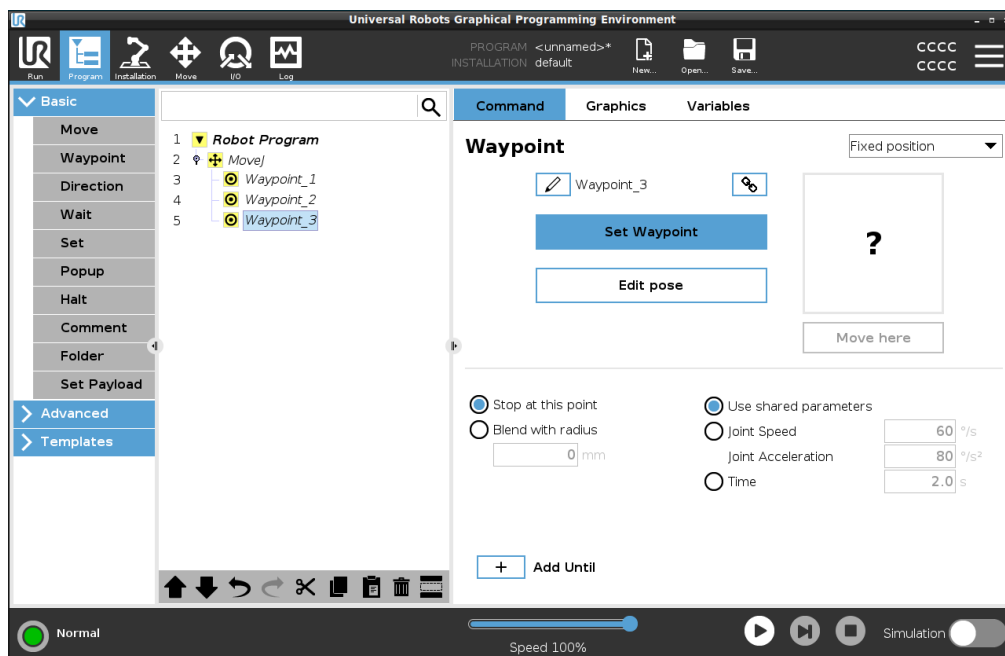 Universal Robots Graphical Programming Environment
UR
Run
Program
Installation
Move
I/O
Log
PROGRAM <unnamed>*
INSTALLATION default
New...
Open...
Save...
CCCC
CCCC
Basic
Move
Waypoint
Direction
Wait
Set
Popup
Halt
Comment
Folder
Set Payload
Advanced
Templates
1 Robot Program
2 MoveJ
3 Waypoint_1
4 Waypoint_2
5 Waypoint_3
Command Graphics Variables
Waypoint
Fixed position
Waypoint_3
Set Waypoint
Edit pose
?
Move here
Stop at this point
Blend with radius
0 mm
Use shared parameters
Joint Speed 60 °/s
Joint Acceleration 80 °/s²
Time 2.0 s
+ Add Until
Normal
Speed 100%
Simulation